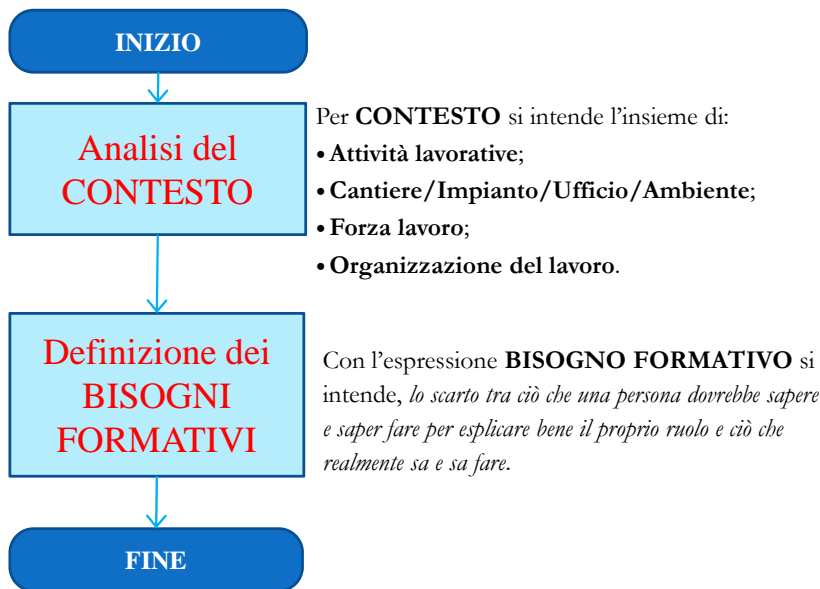 INIZIO
Analisi del
CONTESTO
Per CONTESTO si intende l'insieme di:
• Attività lavorative;
• Cantiere/Impianto/Ufficio/Ambiente;
• Forza lavoro;
• Organizzazione del lavoro.
Definizione dei
BISOGNI
FORMATIVI
Con l'espressione BISOGNO FORMATIVO si
intende, lo scarto tra ciò che una persona dovrebbe sapere
e saper fare per esplicare bene il proprio ruolo e ciò che
realmente sa e sa fare.
FINE